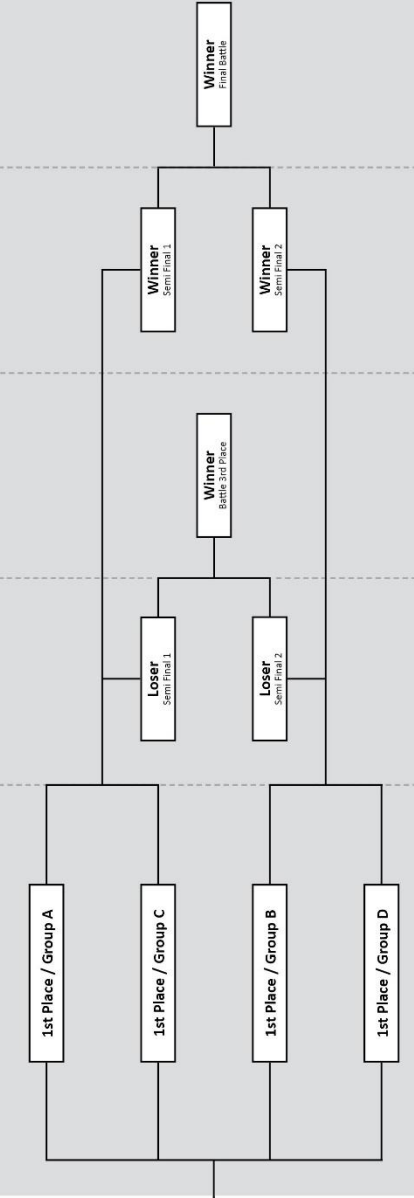 1st Place / Group A
1st Place / Group C
1st Place / Group B
1st Place / Group D
Loser
Semi Final 1
Loser
Semi Final 2
Winner
Battle 3rd Place
Winner
Semi Final 1
Winner
Semi Final 2
Winner
Final Battle